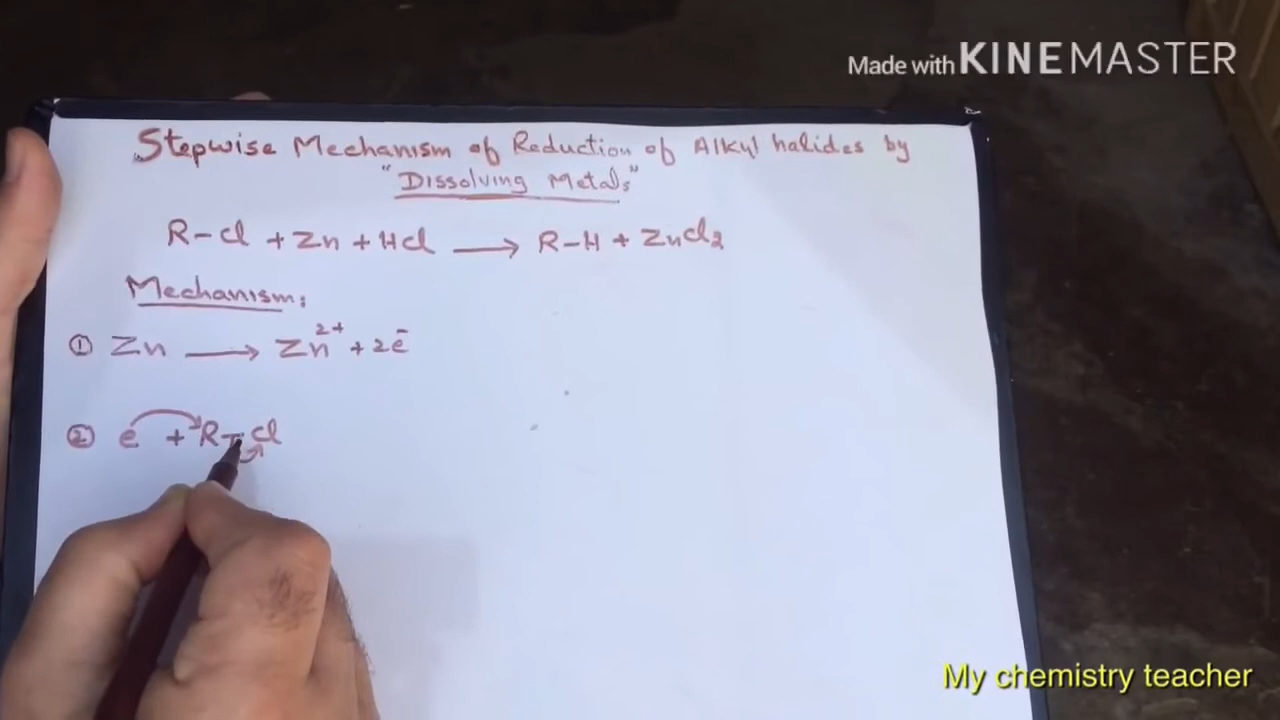 Made with KINEMASTER
Stepwise Mechanism of Reduction of Alkyl halides by
"Dissolving Metals"
R-Cl + Zn + HCl ⟶ R-H + ZnCl₂
Mechanism:
① Zn ⟶ Zn²⁺ + 2ē
② e + R-Cl
My chemistry teacher